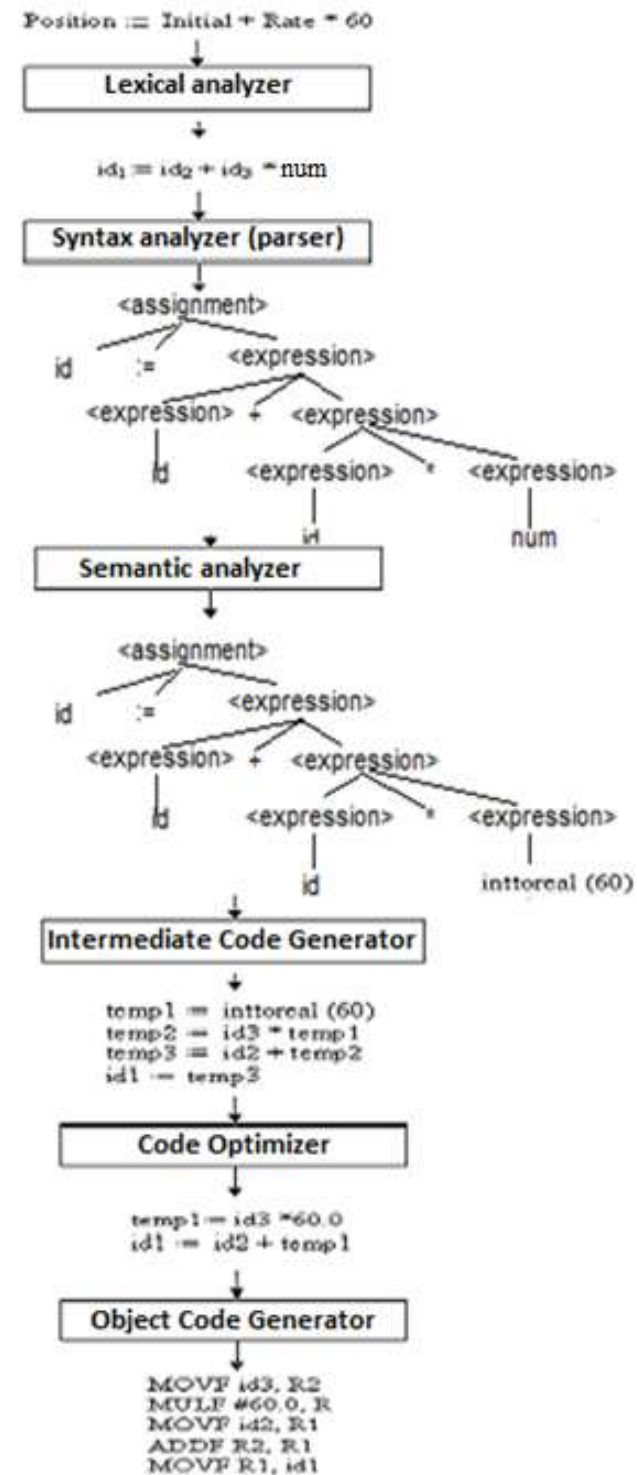 Position := Initial + Rate * 60
Lexical analyzer
id₁ := id₂ + id₃ * num
Syntax analyzer (parser)
<assignment>
id := <expression>
<expression> + <expression>
id <expression> * <expression>
id num
Semantic analyzer
<assignment>
id := <expression>
<expression> + <expression>
id <expression> * <expression>
id inttoreal (60)
Intermediate Code Generator
temp1 := inttoreal (60)
temp2 := id3 * temp1
temp3 := id2 + temp2
id1 := temp3
Code Optimizer
temp1 := id3 *60.0
id1 := id2 + temp1
Object Code Generator
MOVF id3, R2
MULF #60.0, R
MOVF id2, R1
ADDF R2, R1
MOVF R1, id1